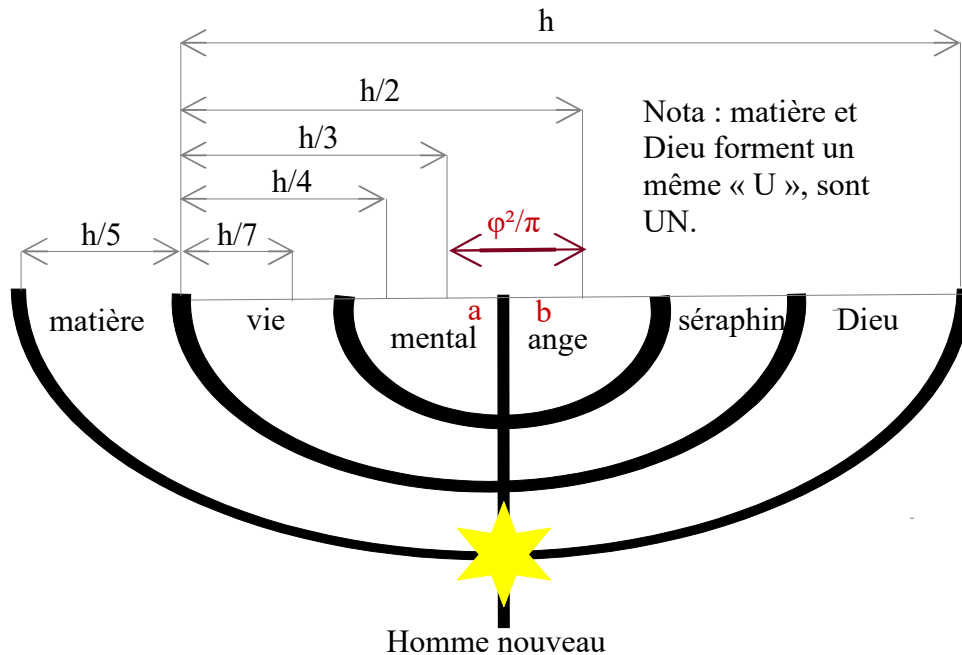 h
h/2
Nota : matière et
Dieu forment un
même « U », sont
UN.
h/3
h/4
φ²/π
h/5
h/7
a
b
matière
vie
mental
ange
séraphin
Dieu
Homme nouveau